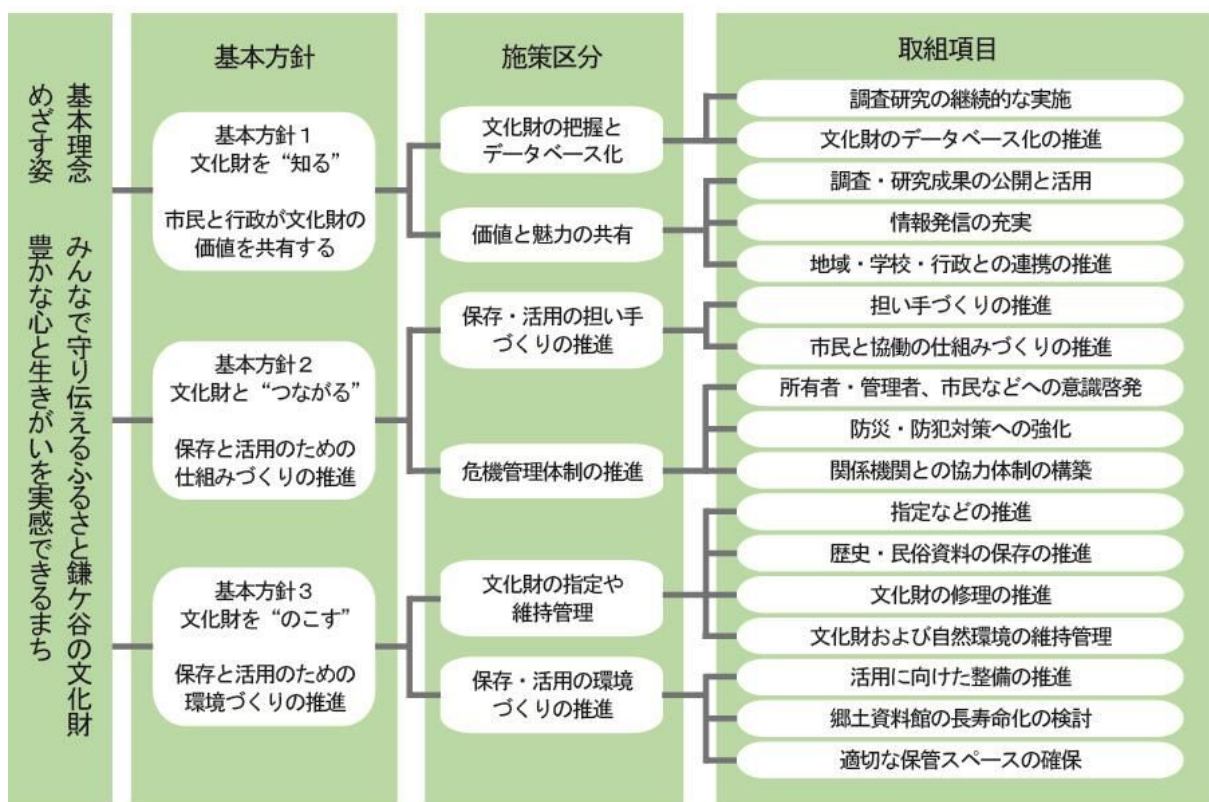 基本理念　みんなで守り伝えるふるさと鎌ケ谷の文化財
めざす姿　豊かな心と生きがいを実感できるまち
基本方針
基本方針1
文化財を“知る”
市民と行政が文化財の
価値を共有する
基本方針2
文化財と“つながる”
保存と活用のための
仕組みづくりの推進
基本方針3
文化財を“のこす”
保存と活用のための
環境づくりの推進
施策区分
文化財の把握と
データベース化
価値と魅力の共有
保存・活用の担い手
づくりの推進
危機管理体制の推進
文化財の指定や
維持管理
保存・活用の環境
づくりの推進
取組項目
調査研究の継続的な実施
文化財のデータベース化の推進
調査・研究成果の公開と活用
情報発信の充実
地域・学校・行政との連携の推進
担い手づくりの推進
市民と協働の仕組みづくりの推進
所有者・管理者、市民などへの意識啓発
防災・防犯対策への強化
関係機関との協力体制の構築
指定などの推進
歴史・民俗資料の保存の推進
文化財の修理の推進
文化財および自然環境の維持管理
活用に向けた整備の推進
郷土資料館の長寿命化の検討
適切な保管スペースの確保